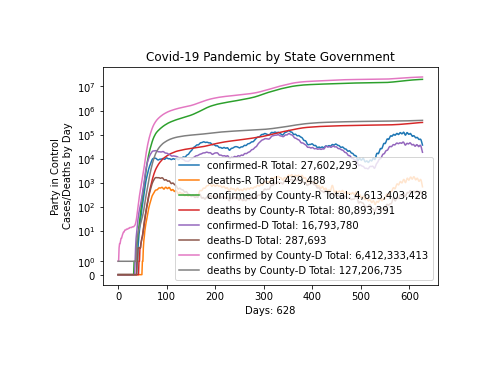 Covid-19 Pandemic by State Government
Party in Control
Cases/Deaths by Day
10⁷
10⁶
10⁵
10⁴
10³
10²
10¹
10⁰
0
confirmed-R Total: 27,602,293
deaths-R Total: 429,488
confirmed by County-R Total: 4,613,403,428
deaths by County-R Total: 80,893,391
confirmed-D Total: 16,793,780
deaths-D Total: 287,693
confirmed by County-D Total: 6,412,333,413
deaths by County-D Total: 127,206,735
0 100 200 300 400 500 600
Days: 628